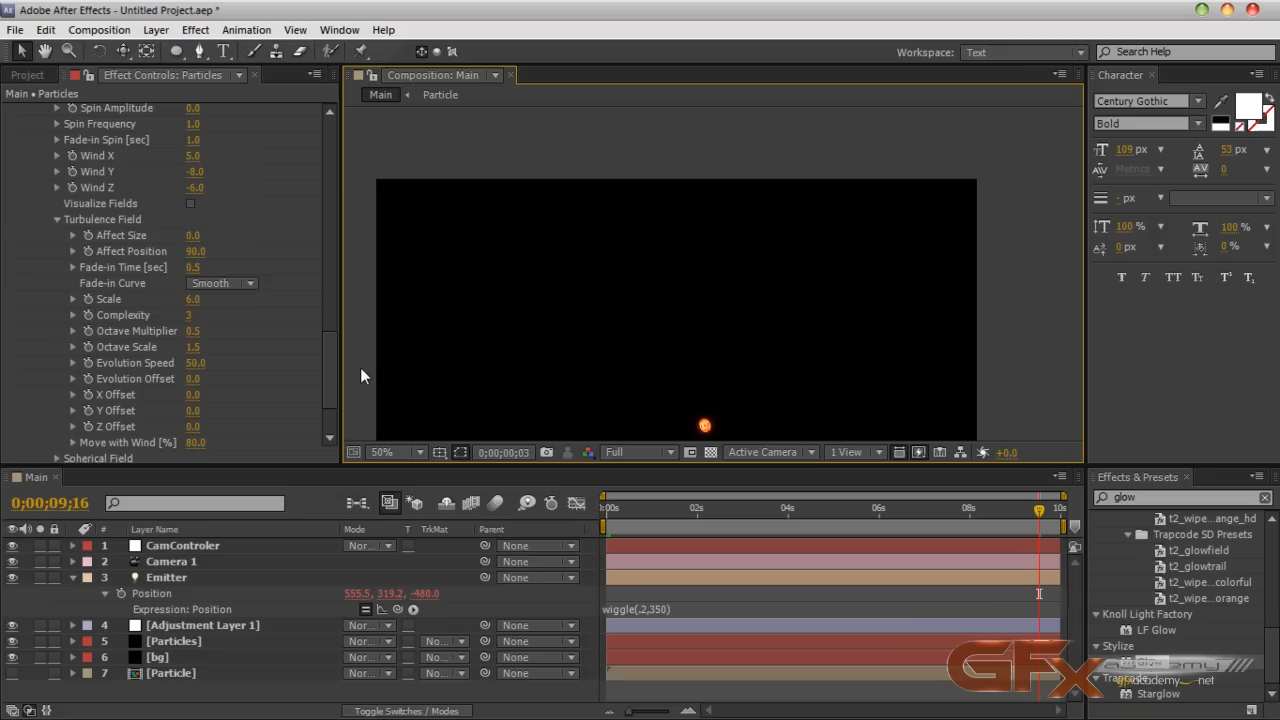 Adobe After Effects - Untitled Project.aep *
File Edit Composition Layer Effect Animation View Window Help
Workspace: Text Search Help
Project Effect Controls: Particles Composition: Main Character
Main • Particles
Main Particle
Spin Amplitude 0.0
Spin Frequency 1.0
Fade-in Spin [sec] 1.0
Wind X 5.0
Wind Y -8.0
Wind Z -6.0
Visualize Fields
Turbulence Field
Affect Size 0.0
Affect Position 90.0
Fade-in Time [sec] 0.5
Fade-in Curve Smooth
Scale 6.0
Complexity 3
Octave Multiplier 0.5
Octave Scale 1.5
Evolution Speed 50.0
Evolution Offset 0.0
X Offset 0.0
Y Offset 0.0
Z Offset 0.0
Move with Wind [%] 80.0
Spherical Field
50% 0;00;00;03 Full Active Camera 1 View +0.0
Century Gothic
Bold
109 px 53 px
Metrics 0
- px
100 % 100 %
0 px 0 %
T T TT Tt T¹ T₁
Main
0;00;09;16
:00s 02s 04s 06s 08s 10s
# Layer Name Mode T TrkMat Parent
1 CamControler Nor... None
2 Camera 1 None
3 Emitter None
Position 555.5, 319.2, -480.0
Expression: Position wiggle(.2,350)
4 [Adjustment Layer 1] Nor... None
5 [Particles] Nor... No... None
6 [bg] Nor... No... None
7 [Particle] Nor... No... None
Toggle Switches / Modes
Effects & Presets
glow
t2_wipe...ange_hd
Trapcode SD Presets
t2_glowfield
t2_glowtrail
t2_wipe...colorful
t2_wipe...orange
Knoll Light Factory
LF Glow
Stylize
Glow
Starglow
GFX
gfxacademy.net